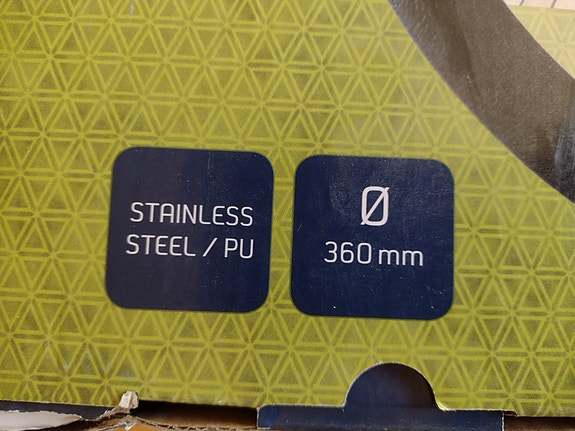 STAINLESS
STEEL / PU
Ø
360 mm